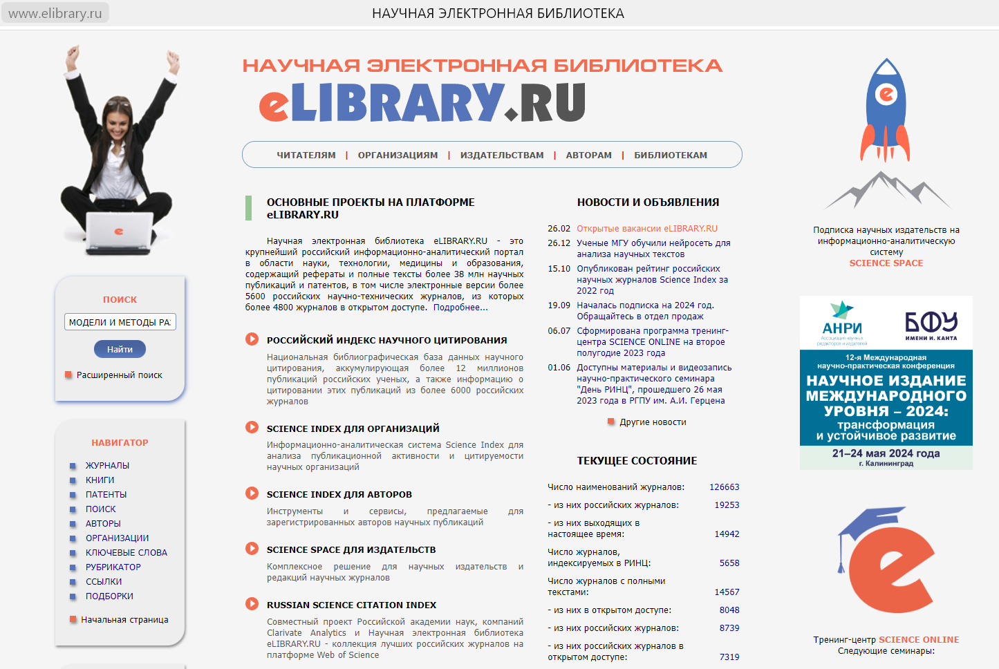 www.elibrary.ru
НАУЧНАЯ ЭЛЕКТРОННАЯ БИБЛИОТЕКА
НАУЧНАЯ ЭЛЕКТРОННАЯ БИБЛИОТЕКА
eLIBRARY.RU
ЧИТАТЕЛЯМ | ОРГАНИЗАЦИЯМ | ИЗДАТЕЛЬСТВАМ | АВТОРАМ | БИБЛИОТЕКАМ
ПОИСК
МОДЕЛИ И МЕТОДЫ РА
Найти
Расширенный поиск
НАВИГАТОР
ЖУРНАЛЫ
КНИГИ
ПАТЕНТЫ
ПОИСК
АВТОРЫ
ОРГАНИЗАЦИИ
КЛЮЧЕВЫЕ СЛОВА
РУБРИКАТОР
ССЫЛКИ
ПОДБОРКИ
Начальная страница
ОСНОВНЫЕ ПРОЕКТЫ НА ПЛАТФОРМЕ
eLIBRARY.RU
Научная электронная библиотека eLIBRARY.RU - это
крупнейший российский информационно-аналитический портал
в области науки, технологии, медицины и образования,
содержащий рефераты и полные тексты более 38 млн научных
публикаций и патентов, в том числе электронные версии более
5600 российских научно-технических журналов, из которых
более 4800 журналов в открытом доступе. Подробнее...
РОССИЙСКИЙ ИНДЕКС НАУЧНОГО ЦИТИРОВАНИЯ
Национальная библиографическая база данных научного
цитирования, аккумулирующая более 12 миллионов
публикаций российских ученых, а также информацию о
цитировании этих публикаций из более 6000 российских
журналов
SCIENCE INDEX ДЛЯ ОРГАНИЗАЦИЙ
Информационно-аналитическая система Science Index для
анализа публикационной активности и цитируемости
научных организаций
SCIENCE INDEX ДЛЯ АВТОРОВ
Инструменты и сервисы, предлагаемые для
зарегистрированных авторов научных публикаций
SCIENCE SPACE ДЛЯ ИЗДАТЕЛЬСТВ
Комплексное решение для научных издательств и
редакций научных журналов
RUSSIAN SCIENCE CITATION INDEX
Совместный проект Российской академии наук, компаний
Clarivate Analytics и Научная электронная библиотека
eLIBRARY.RU - коллекция лучших российских журналов на
платформе Web of Science
НОВОСТИ И ОБЪЯВЛЕНИЯ
26.02 Открытые вакансии eLIBRARY.RU
26.12 Ученые МГУ обучили нейросеть для
анализа научных текстов
15.10 Опубликован рейтинг российских
научных журналов Science Index за
2022 год
19.09 Началась подписка на 2024 год.
Обращайтесь в отдел продаж
06.07 Сформирована программа тренинг-
центра SCIENCE ONLINE на второе
полугодие 2023 года
01.06 Доступны материалы и видеозапись
научно-практического семинара
"День РИНЦ", прошедшего 26 мая
2023 года в РГПУ им. А.И. Герцена
Другие новости
ТЕКУЩЕЕ СОСТОЯНИЕ
Число наименований журналов: 126663
- из них российских журналов: 19253
- из них выходящих в
настоящее время: 14942
Число журналов,
индексируемых в РИНЦ: 5658
Число журналов с полными
текстами: 14567
- из них в открытом доступе: 8048
- из них российских журналов: 8739
- из них российских журналов в
открытом доступе: 7319
e
Подписка научных издательств на
информационно-аналитическую
систему
SCIENCE SPACE
АНРИ
Ассоциация научных
редакторов и издателей
БФУ
ИМЕНИ И. КАНТА
12-я Международная
научно-практическая конференция
НАУЧНОЕ ИЗДАНИЕ
МЕЖДУНАРОДНОГО
УРОВНЯ – 2024:
трансформация
и устойчивое развитие
21–24 мая 2024 года
г. Калининград
e
Тренинг-центр SCIENCE ONLINE
Следующие семинары: